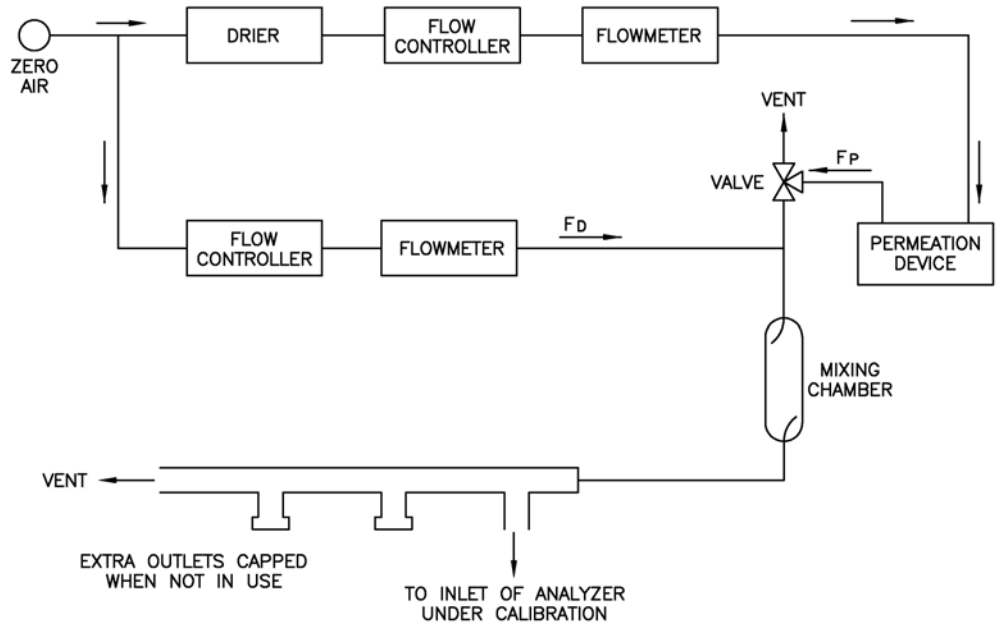 ZERO
AIR
DRIER
FLOW
CONTROLLER
FLOWMETER
VENT
VALVE
FP
PERMEATION
DEVICE
FLOW
CONTROLLER
FLOWMETER
FD
MIXING
CHAMBER
VENT
EXTRA OUTLETS CAPPED
WHEN NOT IN USE
TO INLET OF ANALYZER
UNDER CALIBRATION